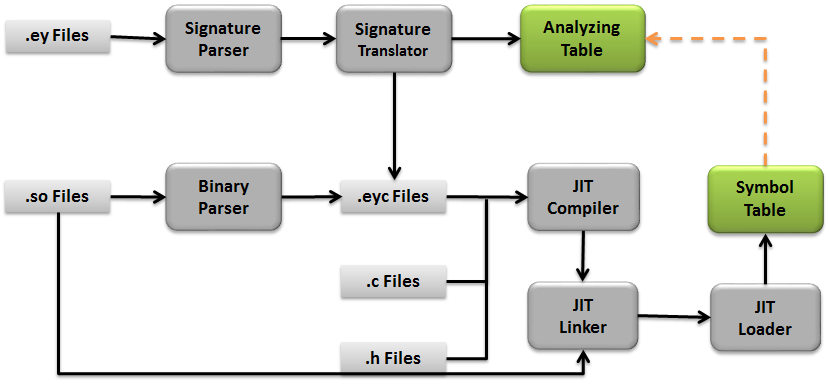 .ey Files
Signature
Parser
Signature
Translator
Analyzing
Table
.so Files
Binary
Parser
.eyc Files
JIT
Compiler
Symbol
Table
.c Files
JIT
Linker
JIT
Loader
.h Files